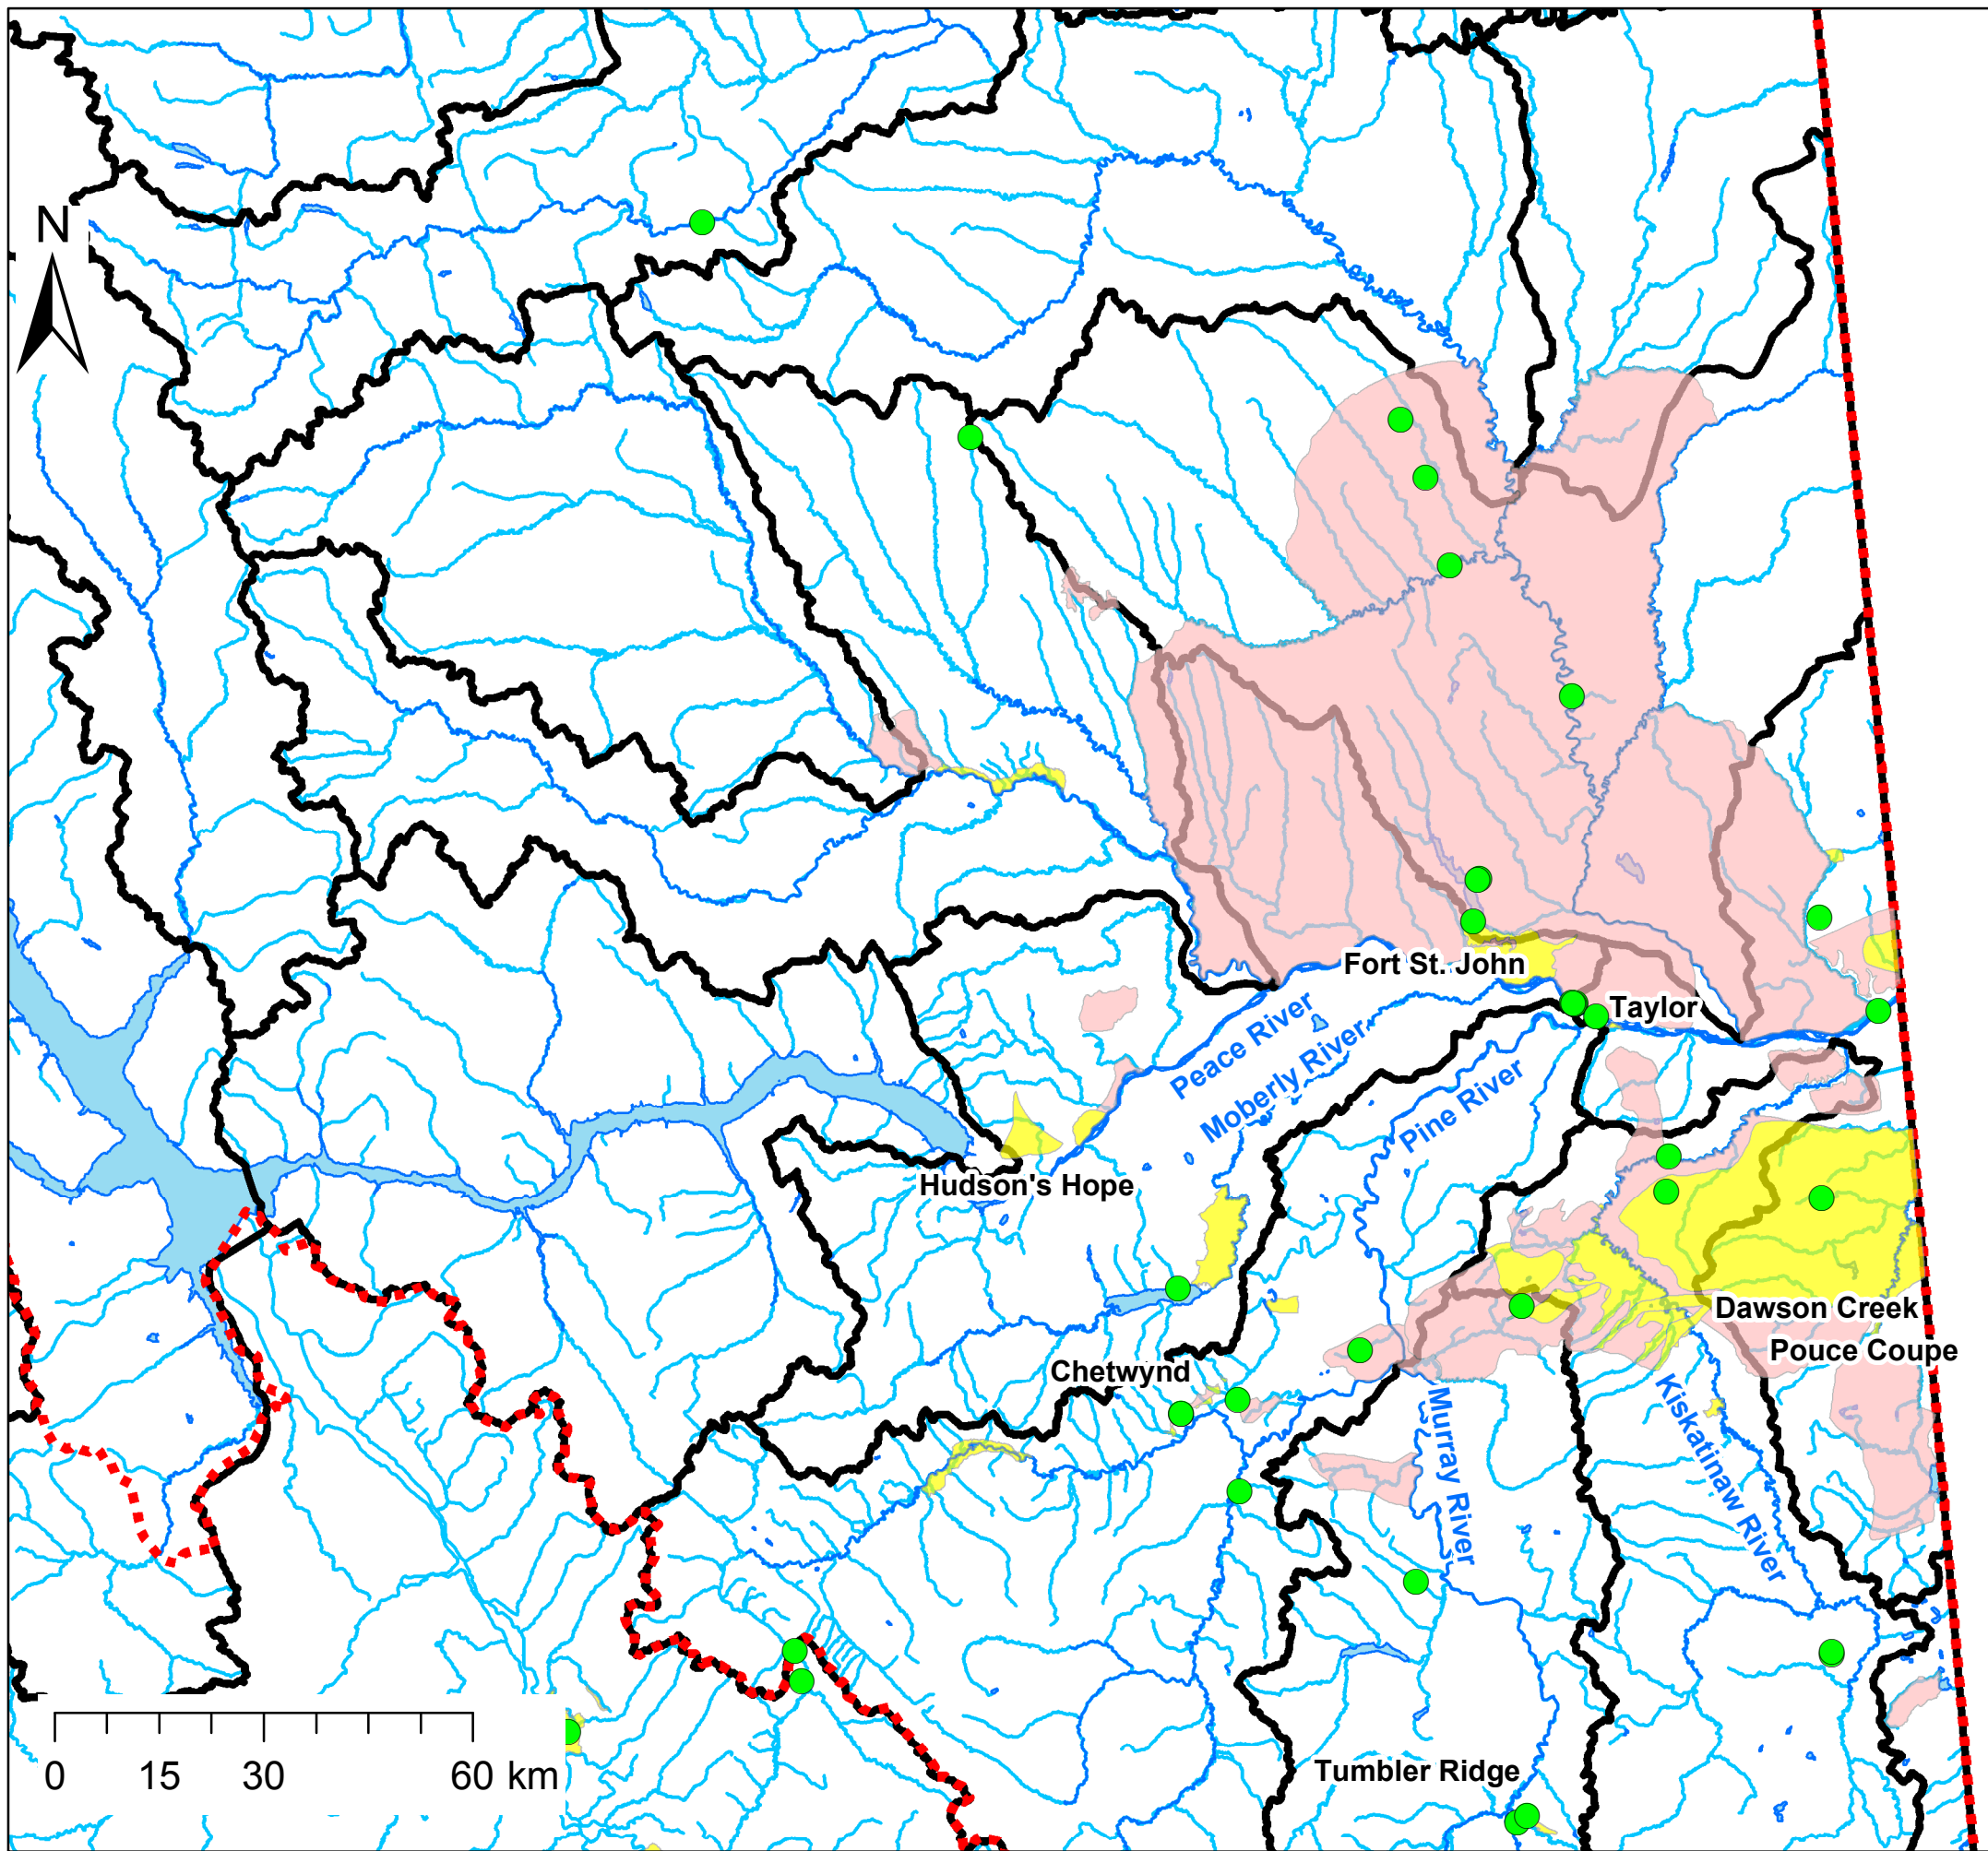 N
Fort St. John
Taylor
Peace River
Moberly River
Pine River
Hudson's Hope
Dawson Creek
Pouce Coupe
Chetwynd
Murray River
Kiskatinaw River
Tumbler Ridge
0 15 30 60 km